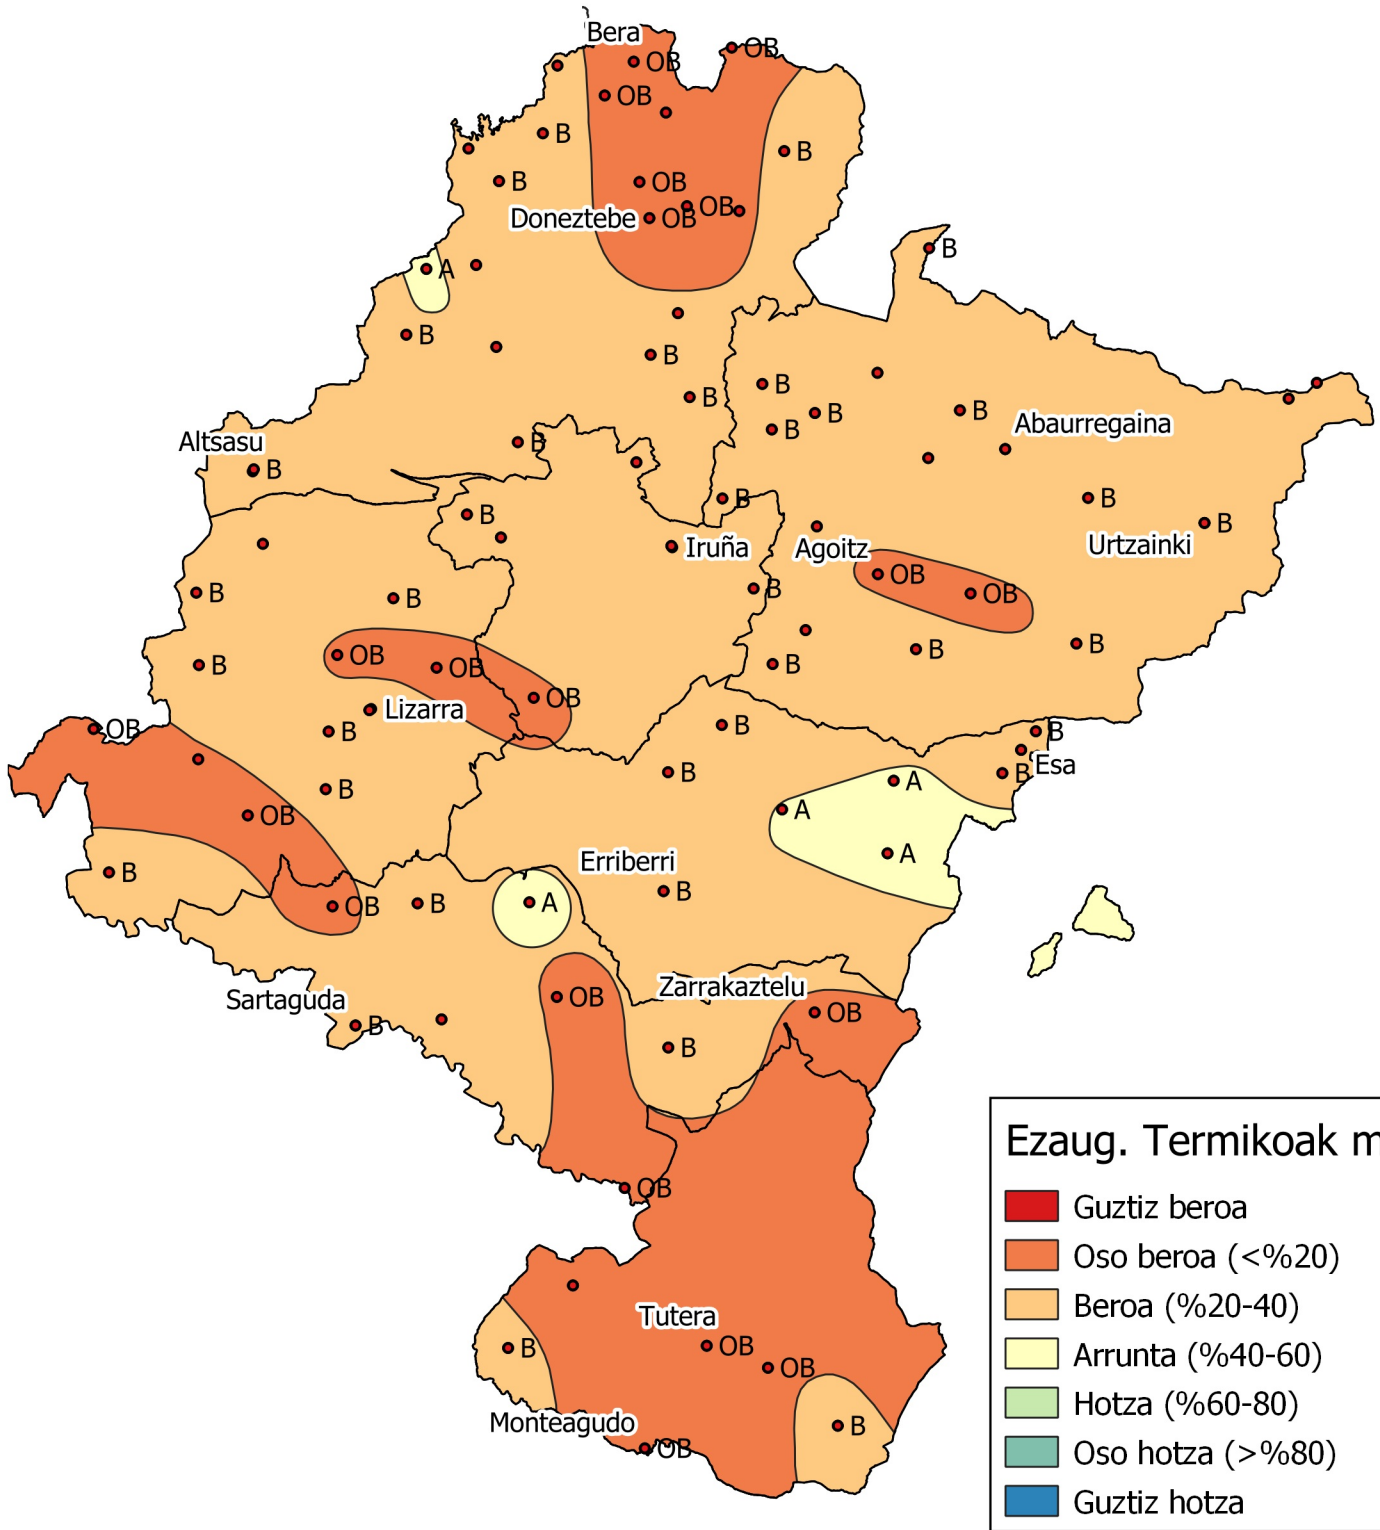 Bera
OB
OB
OB
B
B
B
OB
OB
Doneztebe
OB
B
A
B
B
B
B
B
B
B
Abaurregaina
Altsasu
B
B
B
B
B
B
Iruña
Agoitz
Urtzainki
OB
B
OB
B
B
OB
OB
B
B
B
B
OB
Lizarra
OB
B
B
B
Esa
B
B
A
B
A
OB
A
Erriberri
B
B
OB
B
A
Zarrakaztelu
Sartaguda
OB
OB
B
B
OB
Tutera
B
OB
OB
Monteagudo
B
OB
Ezaug. Termikoak m
Guztiz beroa
Oso beroa (<%20)
Beroa (%20-40)
Arrunta (%40-60)
Hotza (%60-80)
Oso hotza (>%80)
Guztiz hotza